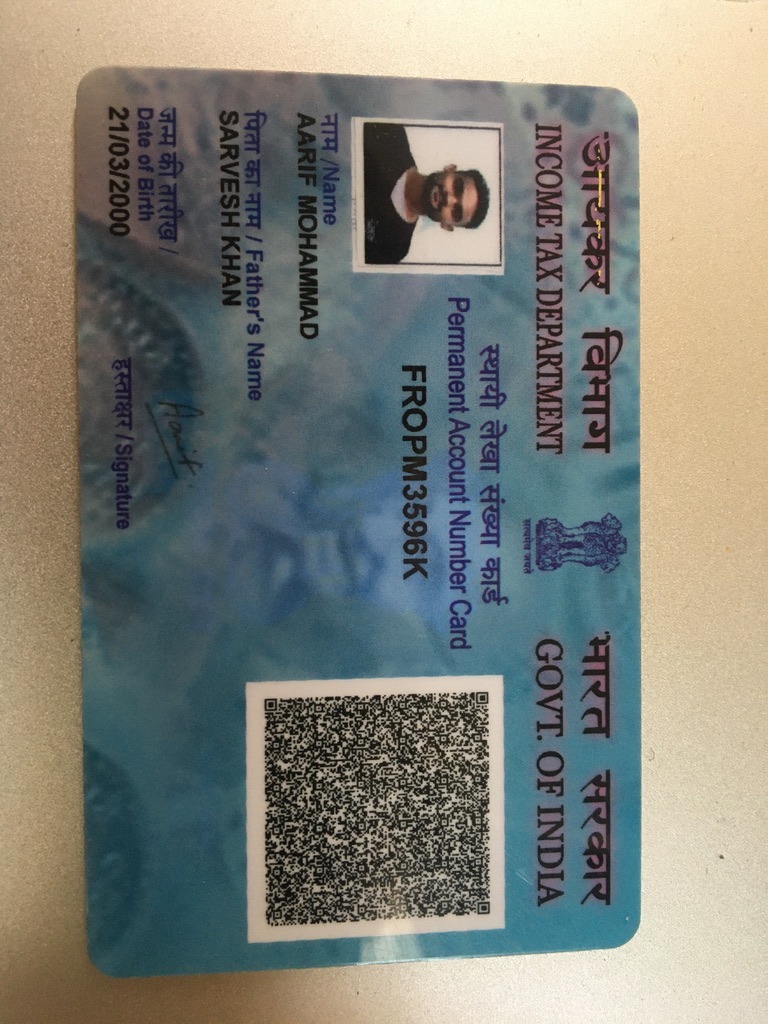 आयकर विभाग
INCOME TAX DEPARTMENT
सत्यमेव जयते
भारत सरकार
GOVT. OF INDIA
स्थायी लेखा संख्या कार्ड
Permanent Account Number Card
FROPM3596K
नाम /Name
AARIF MOHAMMAD
पिता का नाम / Father's Name
SARVESH KHAN
जन्म की तारीख /
Date of Birth
21/03/2000
हस्ताक्षर / Signature